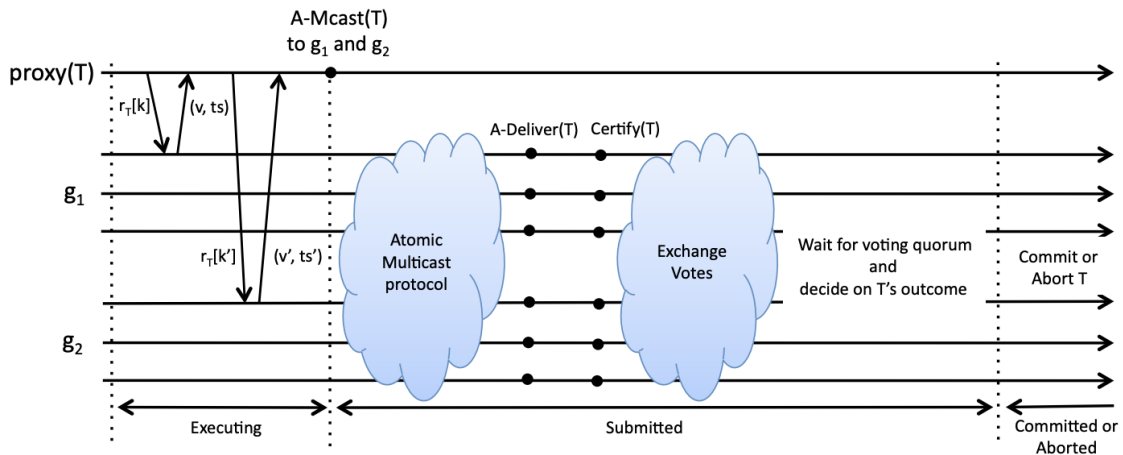 A-Mcast(T)
to g1 and g2
proxy(T)
rT[k]
(v, ts)
A-Deliver(T)
Certify(T)
g1
Atomic
Multicast
protocol
Exchange
Votes
Wait for voting quorum
and
decide on T’s outcome
Commit or
Abort T
rT[k’]
(v’, ts’)
g2
Executing
Submitted
Committed or
Aborted